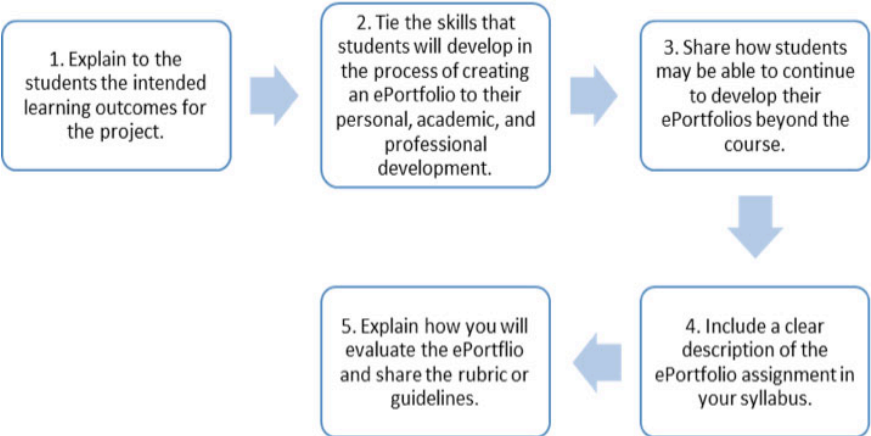 1. Explain to the
students the intended
learning outcomes for
the project.
2. Tie the skills that
students will develop in
the process of creating
an ePortfolio to their
personal, academic, and
professional
development.
3. Share how students
may be able to continue
to develop their
ePortfolios beyond the
course.
4. Include a clear
description of the
ePortfolio assignment in
your syllabus.
5. Explain how you will
evaluate the ePortflio
and share the rubric or
guidelines.